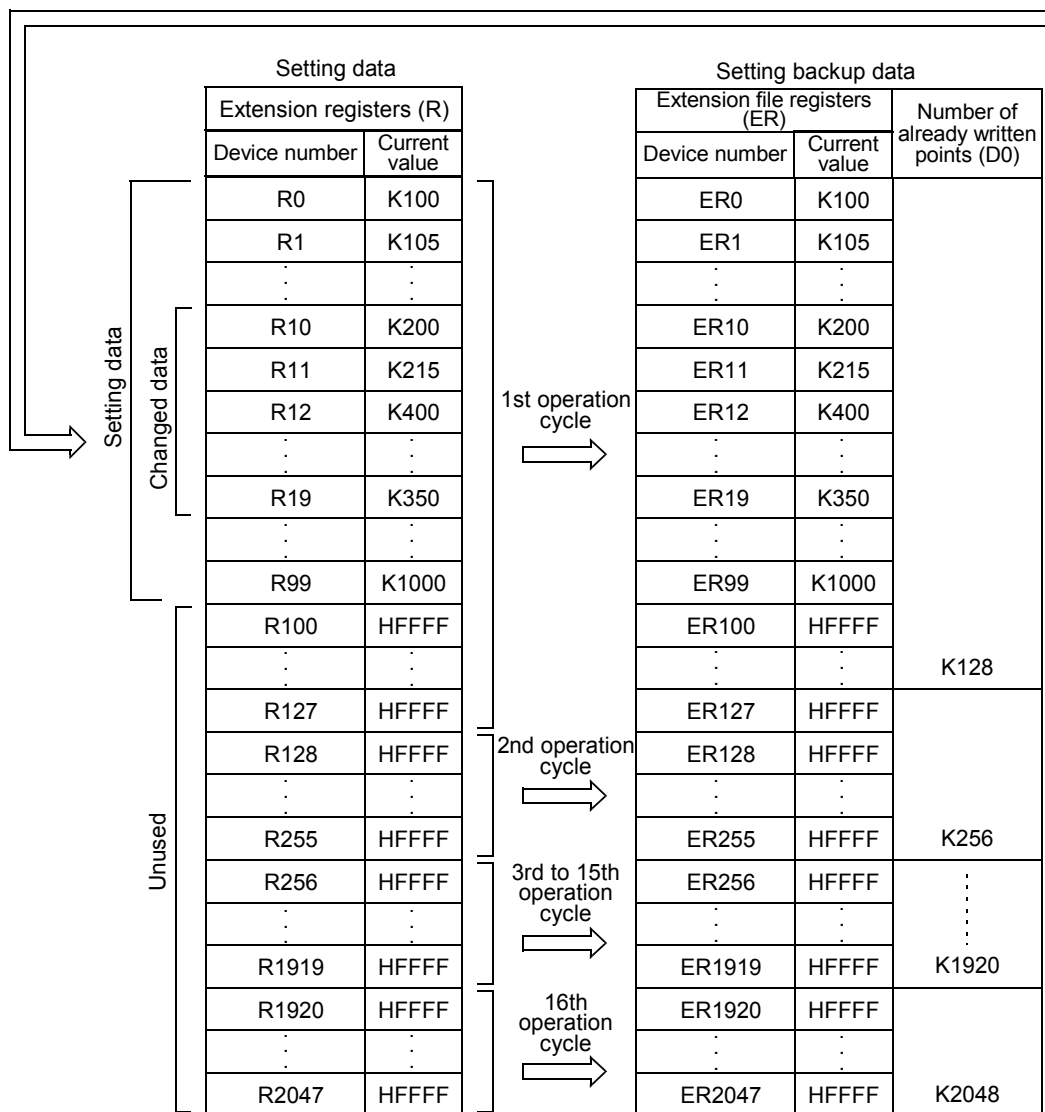 Setting data
Setting backup data
Extension registers (R)
Extension file registers
(ER)
Number of
already written
points (D0)
Device number
Current
value
Device number
Current
value
R0 K100 ER0 K100
R1 K105 ER1 K105
: : : :
R10 K200 ER10 K200
R11 K215 ER11 K215
R12 K400 ER12 K400
: : : :
R19 K350 ER19 K350
: : : :
R99 K1000 ER99 K1000
R100 HFFFF ER100 HFFFF
: : : : K128
R127 HFFFF ER127 HFFFF
R128 HFFFF ER128 HFFFF
: : : :
R255 HFFFF ER255 HFFFF K256
R256 HFFFF ER256 HFFFF
: : : :
R1919 HFFFF ER1919 HFFFF K1920
R1920 HFFFF ER1920 HFFFF
: : : :
R2047 HFFFF ER2047 HFFFF K2048
Setting data
Changed data
Unused
1st operation
cycle
2nd operation
cycle
3rd to 15th
operation
cycle
16th
operation
cycle